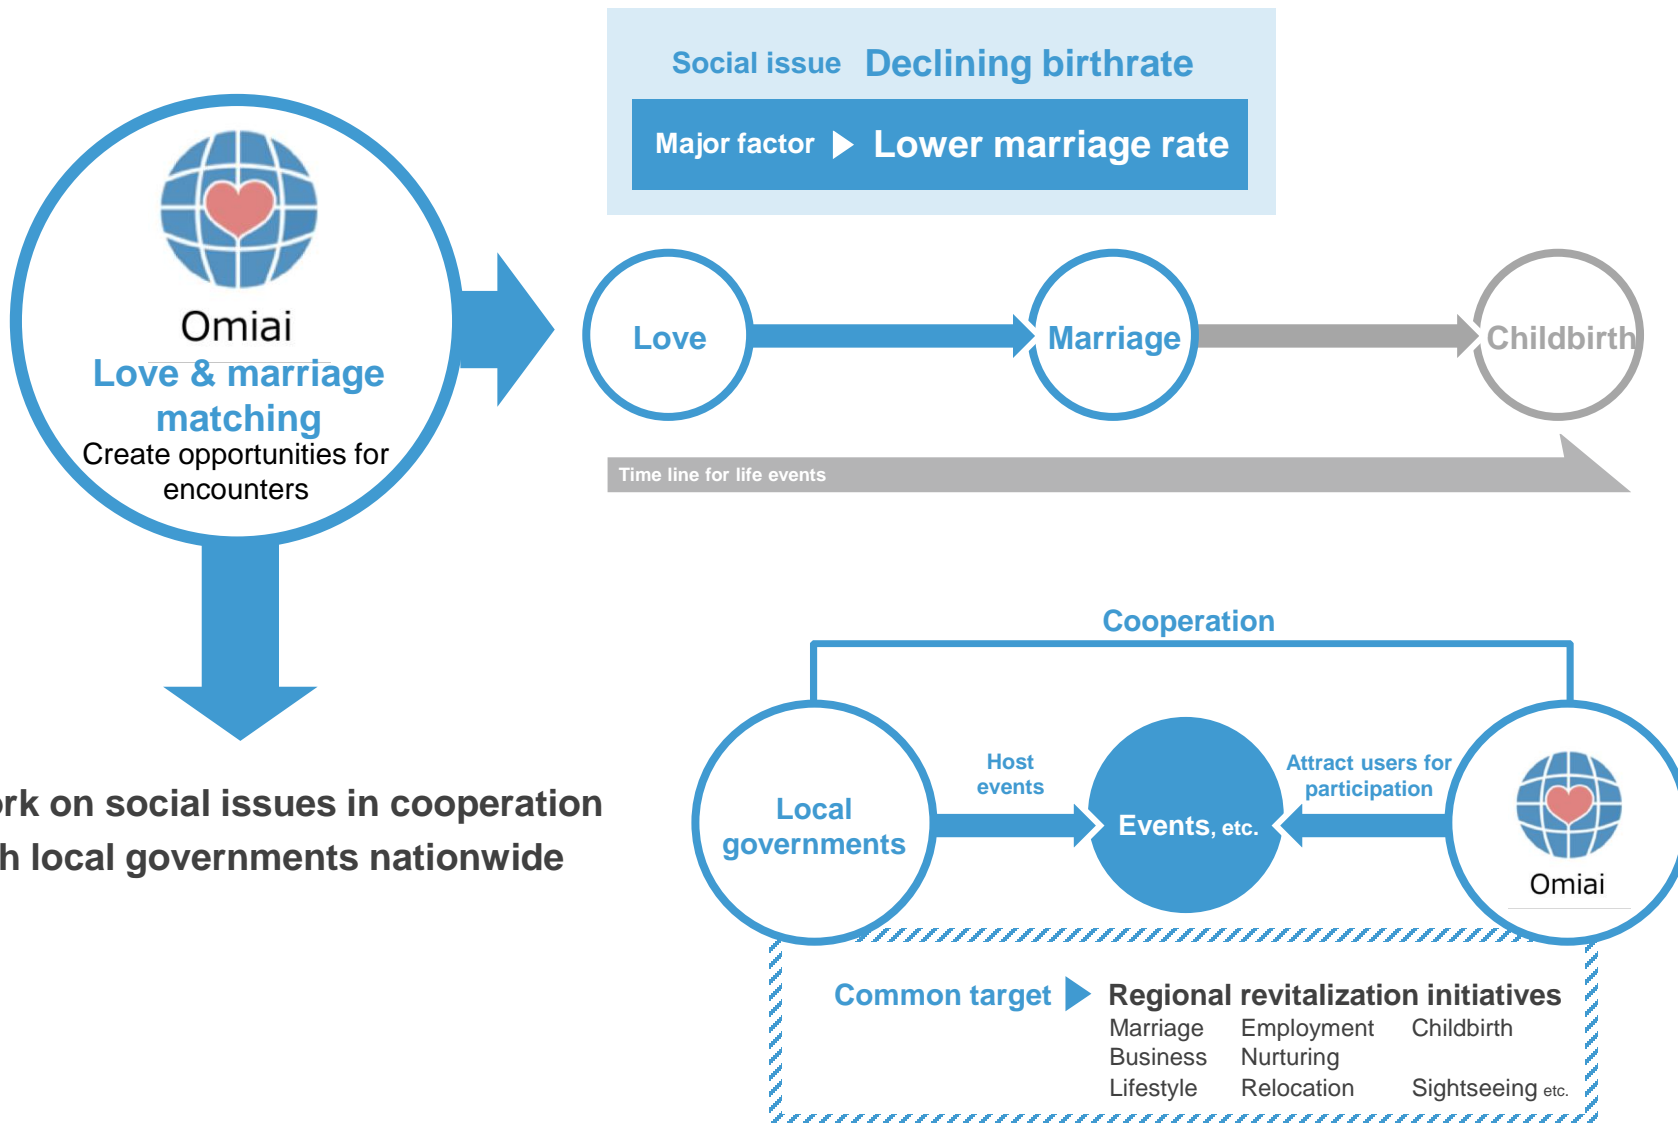 Social issue Declining birthrate
Major factor Lower marriage rate
Omiai
Love & marriage
matching
Create opportunities for
encounters
Love
Marriage
Childbirth
Time line for life events
ork on social issues in cooperation
h local governments nationwide
Cooperation
Local
governments
Host
events
Events, etc.
Attract users for
participation
Omiai
Common target Regional revitalization initiatives
Marriage Employment Childbirth
Business Nurturing
Lifestyle Relocation Sightseeing etc.